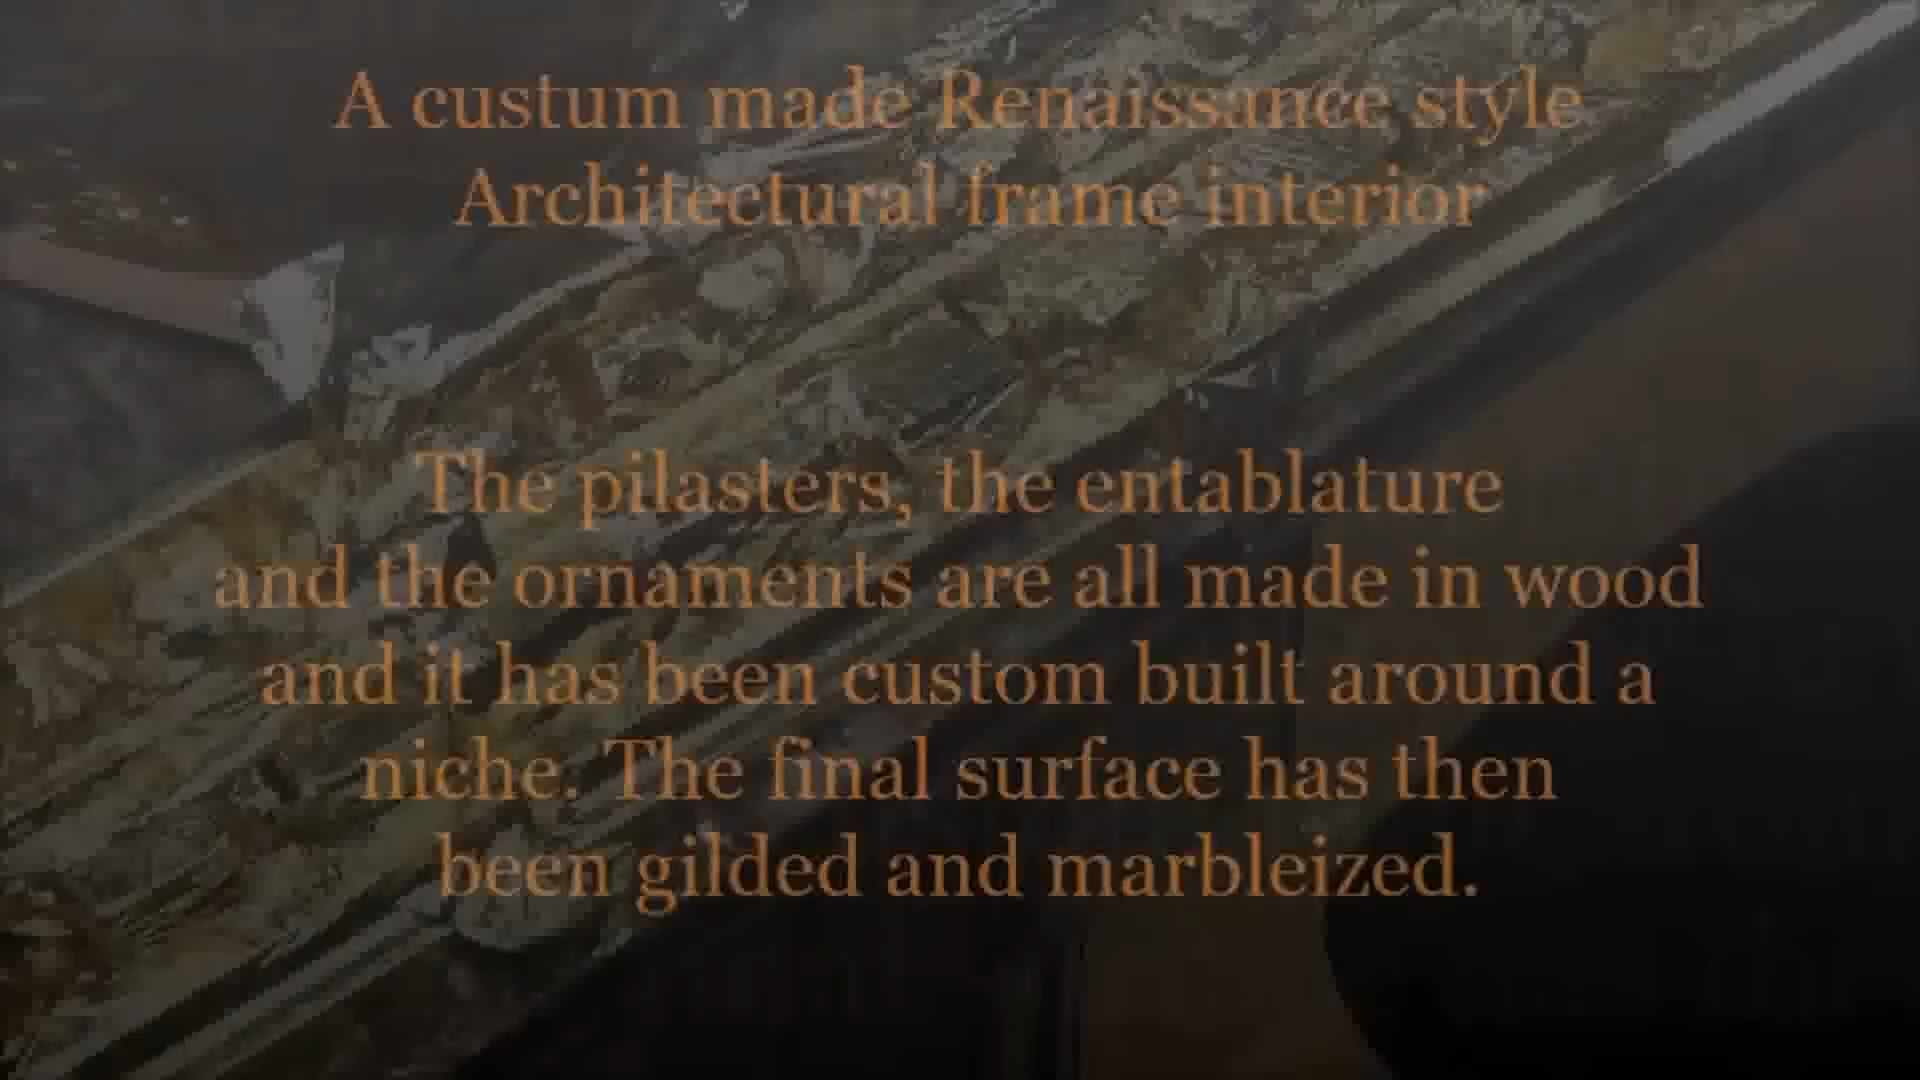 A custum made Renaissance style
Architectural frame interior
The pilasters, the entablature
and the ornaments are all made in wood
and it has been custom built around a
niche. The final surface has then
been gilded and marbleized.